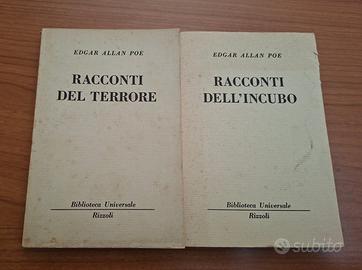 EDGAR ALLAN POE
RACCONTI
DEL TERRORE
Biblioteca Universale
Rizzoli
EDGAR ALLAN POE
RACCONTI
DELL'INCUBO
Biblioteca Universale
Rizzoli
subito